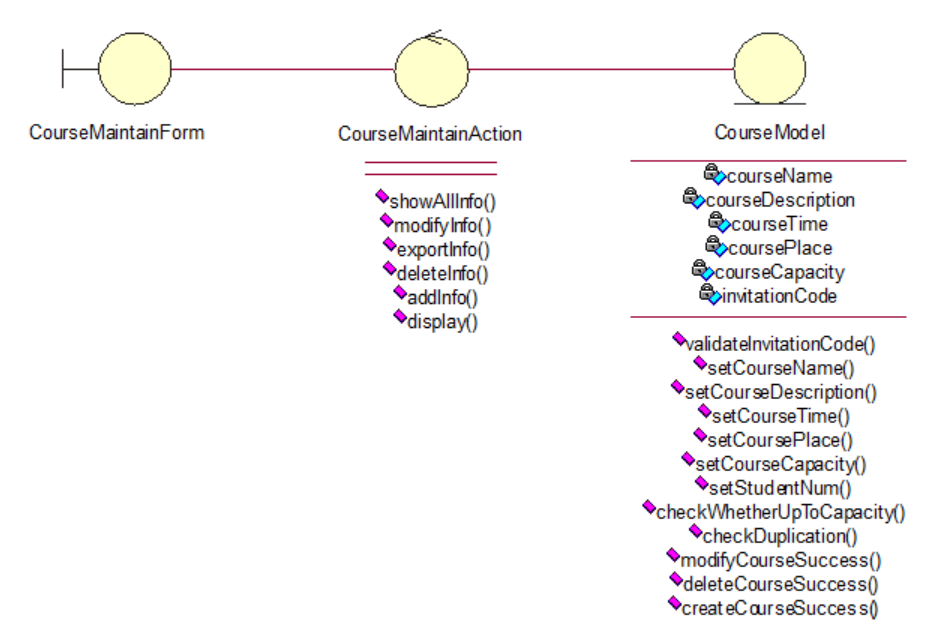 CourseMaintainForm
CourseMaintainAction
showAllInfo()
modifyInfo()
exportInfo()
deleteInfo()
addInfo()
display()
CourseModel
courseName
courseDescription
courseTime
coursePlace
courseCapacity
invitationCode
validateInvitationCode()
setCourseName()
setCourseDescription()
setCourseTime()
setCoursePlace()
setCourseCapacity()
setStudentNum()
checkWhetherUpToCapacity()
checkDuplication()
modifyCourseSuccess()
deleteCourseSuccess()
createCourseSuccess()